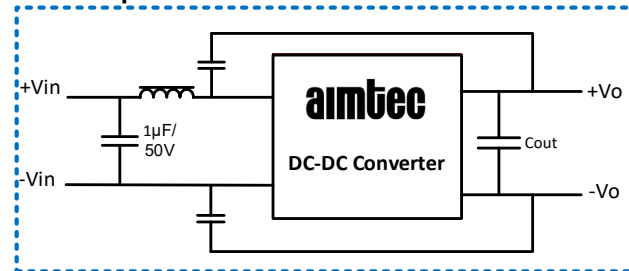 +Vin
-Vin
1µF/
50V
aimtec
DC-DC Converter
Cout
+Vo
-Vo